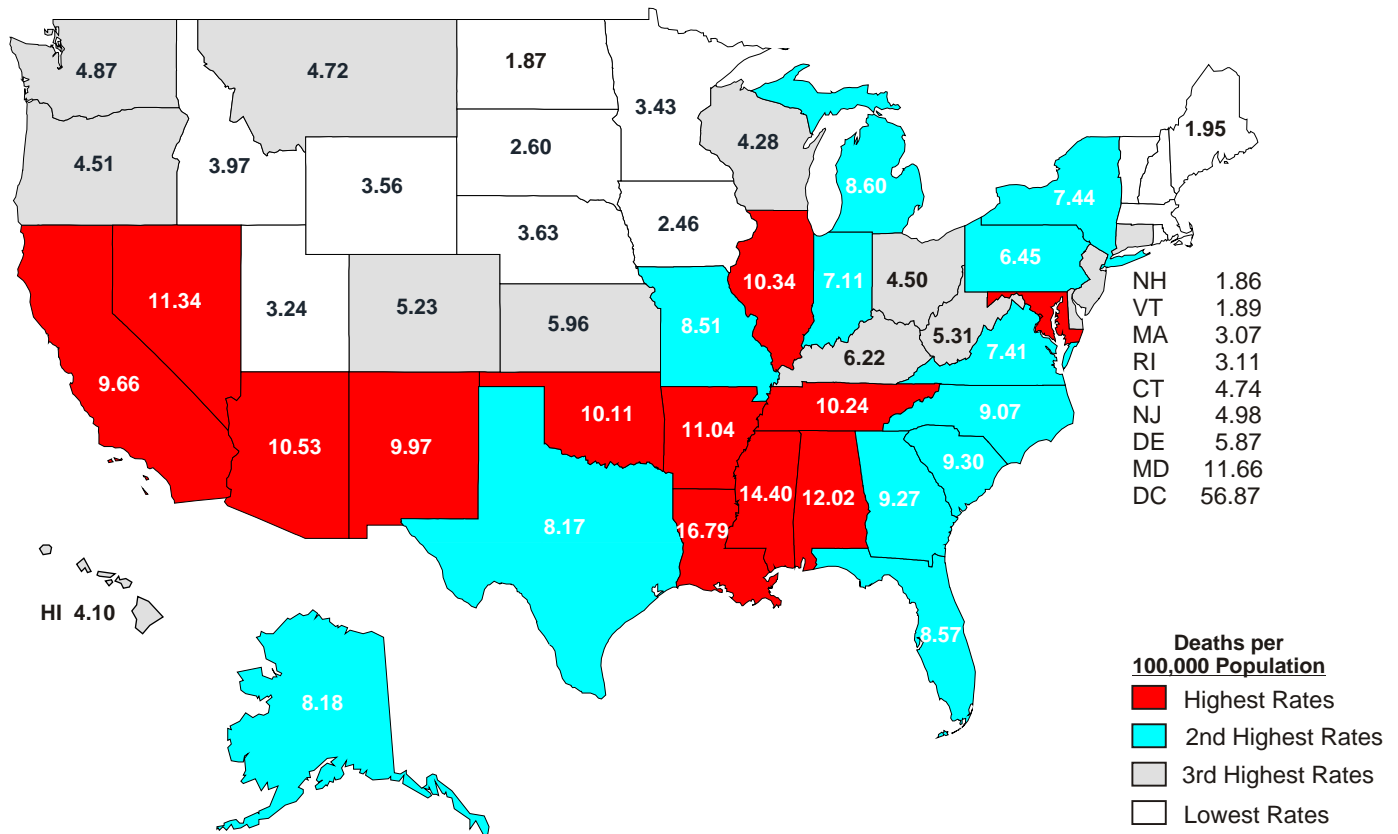 4.87
4.72
1.87
3.43
4.28
1.95
4.51
3.97
3.56
2.60
8.60
7.44
3.63
2.46
6.45
11.34
3.24
5.23
5.96
8.51
10.34
7.11
4.50
5.31
7.41
6.22
9.66
10.53
9.97
10.11
11.04
10.24
9.07
9.30
14.40
12.02
9.27
8.17
16.79
8.57
HI 4.10
8.18
NH 1.86
VT 1.89
MA 3.07
RI 3.11
CT 4.74
NJ 4.98
DE 5.87
MD 11.66
DC 56.87
Deaths per
100,000 Population
Highest Rates
2nd Highest Rates
3rd Highest Rates
Lowest Rates